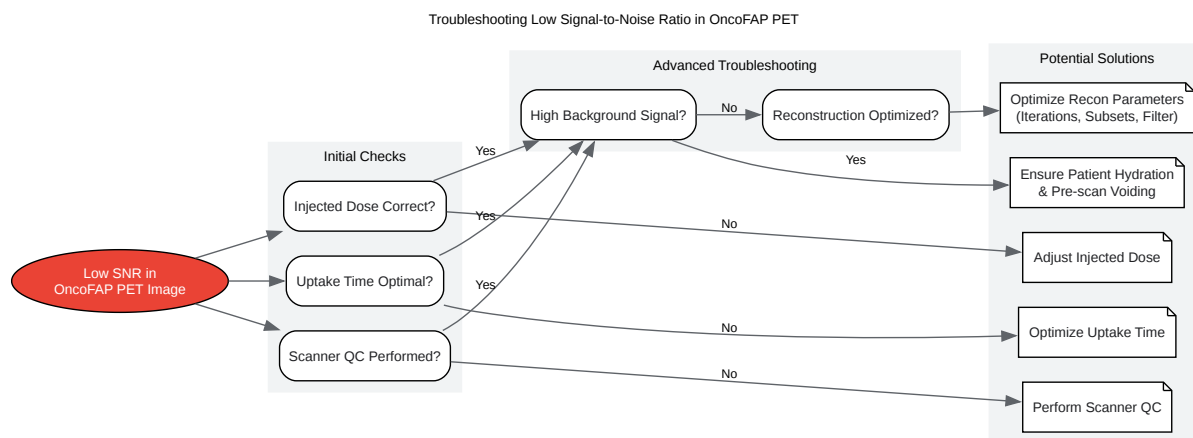 Troubleshooting Low Signal-to-Noise Ratio in OncoFAP PET
Potential Solutions
Advanced Troubleshooting
High Background Signal?
No
Reconstruction Optimized?
Optimize Recon Parameters
(Iterations, Subsets, Filter)
Initial Checks
Yes
Yes
Ensure Patient Hydration
& Pre-scan Voiding
Injected Dose Correct?
Yes
No
Adjust Injected Dose
Low SNR in
OncoFAP PET Image
Uptake Time Optimal?
Yes
No
Optimize Uptake Time
Scanner QC Performed?
No
Perform Scanner QC